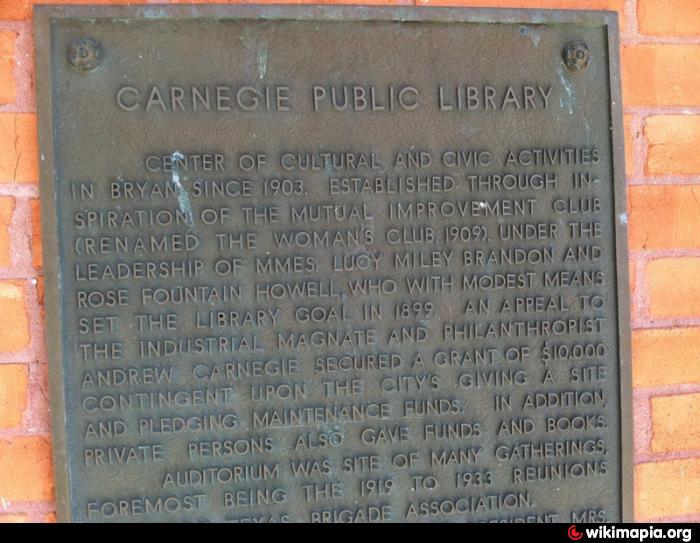 CARNEGIE PUBLIC LIBRARY
CENTER OF CULTURAL AND CIVIC ACTIVITIES
IN BRYAN SINCE 1903. ESTABLISHED THROUGH IN-
SPIRATION OF THE MUTUAL IMPROVEMENT CLUB
(RENAMED THE WOMAN'S CLUB, 1909), UNDER THE
LEADERSHIP OF MMES. LUCY MILEY BRANDON AND
ROSE FOUNTAIN HOWELL, WHO WITH MODEST MEANS
SET THE LIBRARY GOAL IN 1899. AN APPEAL TO
THE INDUSTRIAL MAGNATE AND PHILANTHROPIST
ANDREW CARNEGIE SECURED A GRANT OF $10,000
CONTINGENT UPON THE CITY'S GIVING A SITE
AND PLEDGING MAINTENANCE FUNDS. IN ADDITION,
PRIVATE PERSONS ALSO GAVE FUNDS AND BOOKS.
AUDITORIUM WAS SITE OF MANY GATHERINGS,
FOREMOST BEING THE 1919 TO 1933 REUNIONS
TEXAS BRIGADE ASSOCIATION.
PRESIDENT MRS.
wikimapia.org